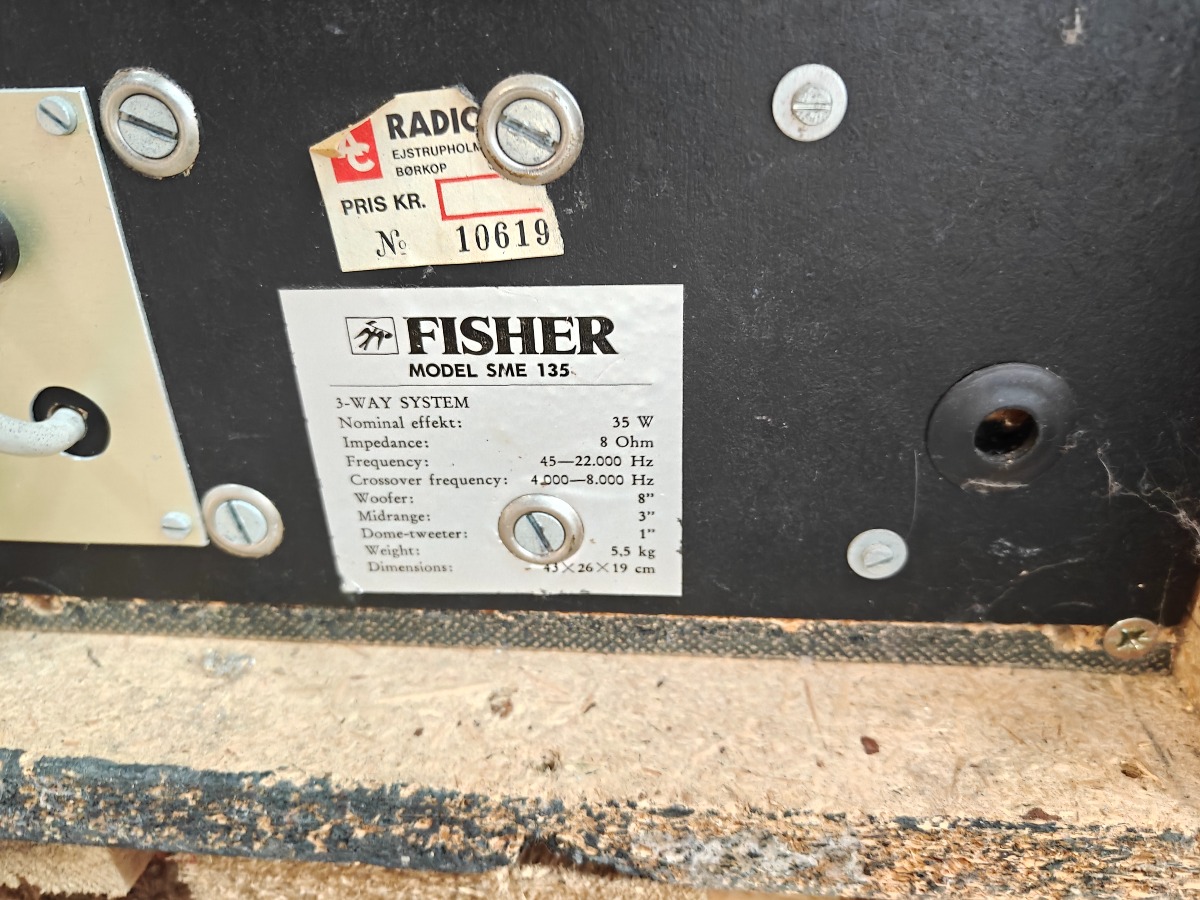 RADIO
EJSTRUPHOLM
BØRKOP
PRIS KR.
№ 10619
FISHER
MODEL SME 135
3-WAY SYSTEM
Nominal effekt: 35 W
Impedance: 8 Ohm
Frequency: 45—22.000 Hz
Crossover frequency: 4.000—8.000 Hz
Woofer: 8"
Midrange: 3"
Dome-tweeter: 1"
Weight: 5,5 kg
Dimensions: 43×26×19 cm